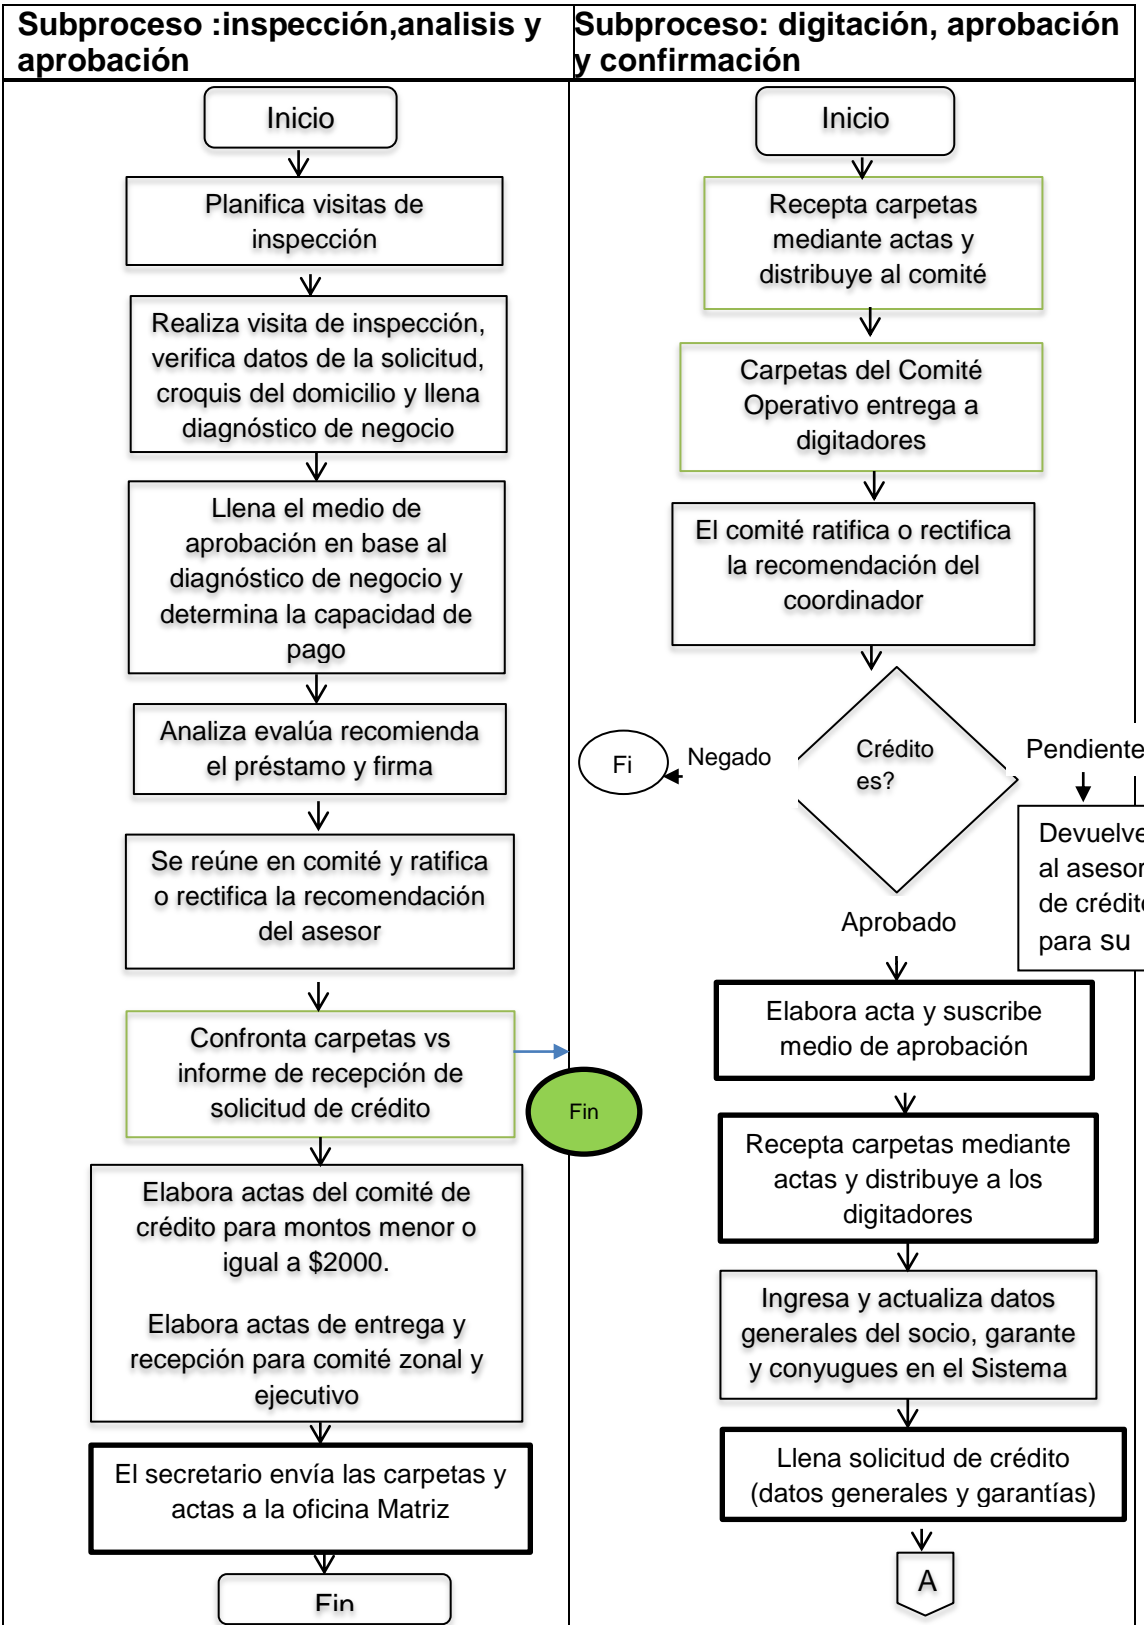 Subproceso :inspección,analisis y
aprobación
Inicio
Planifica visitas de
inspección
Realiza visita de inspección,
verifica datos de la solicitud,
croquis del domicilio y llena
diagnóstico de negocio
Llena el medio de
aprobación en base al
diagnóstico de negocio y
determina la capacidad de
pago
Analiza evalúa recomienda
el préstamo y firma
Se reúne en comité y ratifica
o rectifica la recomendación
del asesor
Confronta carpetas vs
informe de recepción de
solicitud de crédito
Fin
Elabora actas del comité de
crédito para montos menor o
igual a $2000.
Elabora actas de entrega y
recepción para comité zonal y
ejecutivo
El secretario envía las carpetas y
actas a la oficina Matriz
Fin
Subproceso: digitación, aprobación
y confirmación
Inicio
Recepta carpetas
mediante actas y
distribuye al comité
Carpetas del Comité
Operativo entrega a
digitadores
El comité ratifica o rectifica
la recomendación del
coordinador
Crédito
es?
Negado
Fi
Pendiente
Devuelve
al asesor
de crédito
para su
Aprobado
Elabora acta y suscribe
medio de aprobación
Recepta carpetas mediante
actas y distribuye a los
digitadores
Ingresa y actualiza datos
generales del socio, garante
y conyugues en el Sistema
Llena solicitud de crédito
(datos generales y garantías)
A